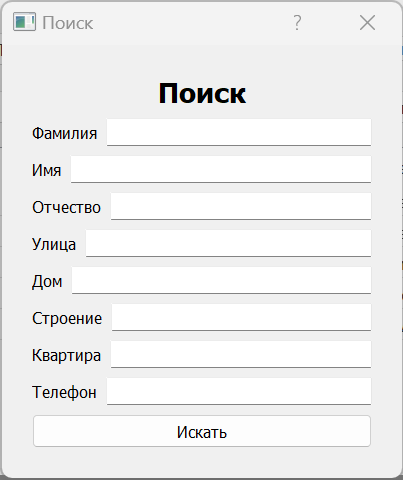 Поиск
?
Поиск
Фамилия
Имя
Отчество
Улица
Дом
Строение
Квартира
Телефон
Искать